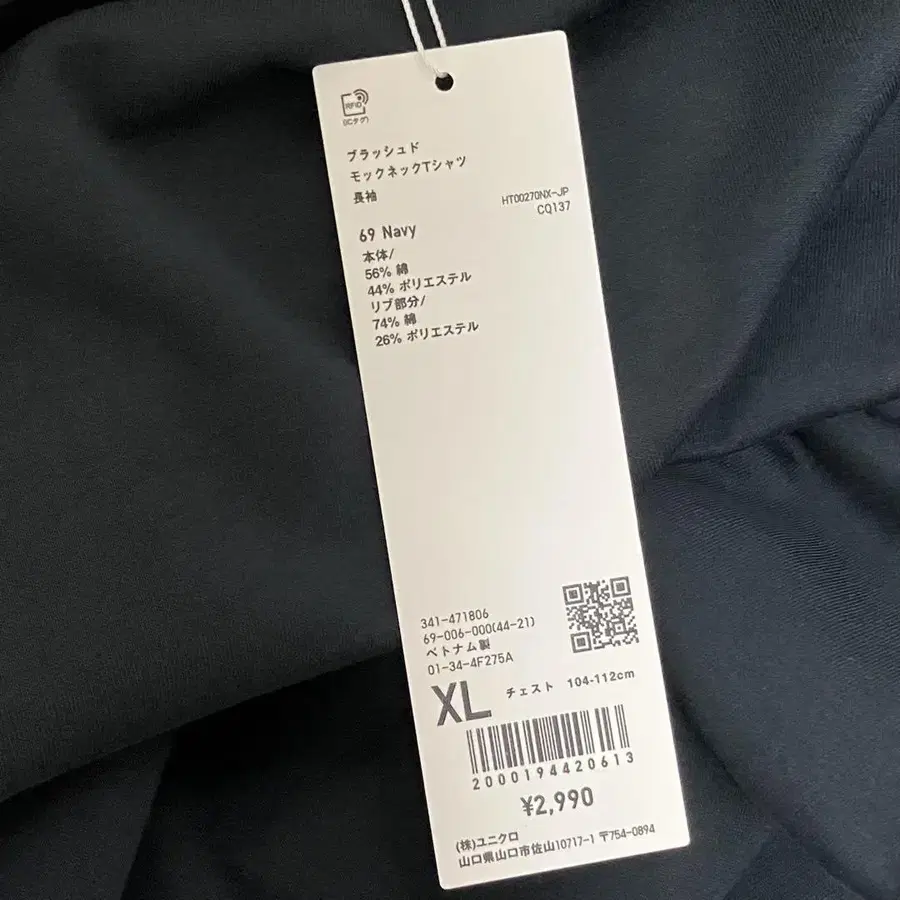 RFID
(ICタグ)
ブラッシュド
モックネックTシャツ
長袖
HT00270NX-JP
CQ137
69 Navy
本体/
56% 綿
44% ポリエステル
リブ部分/
74% 綿
26% ポリエステル
341-471806
69-006-000(44-21)
ベトナム製
01-34-4F275A
XL チェスト 104-112cm
2000194420613
¥2,990
(株)ユニクロ
山口県山口市佐山10717-1 〒754-0894